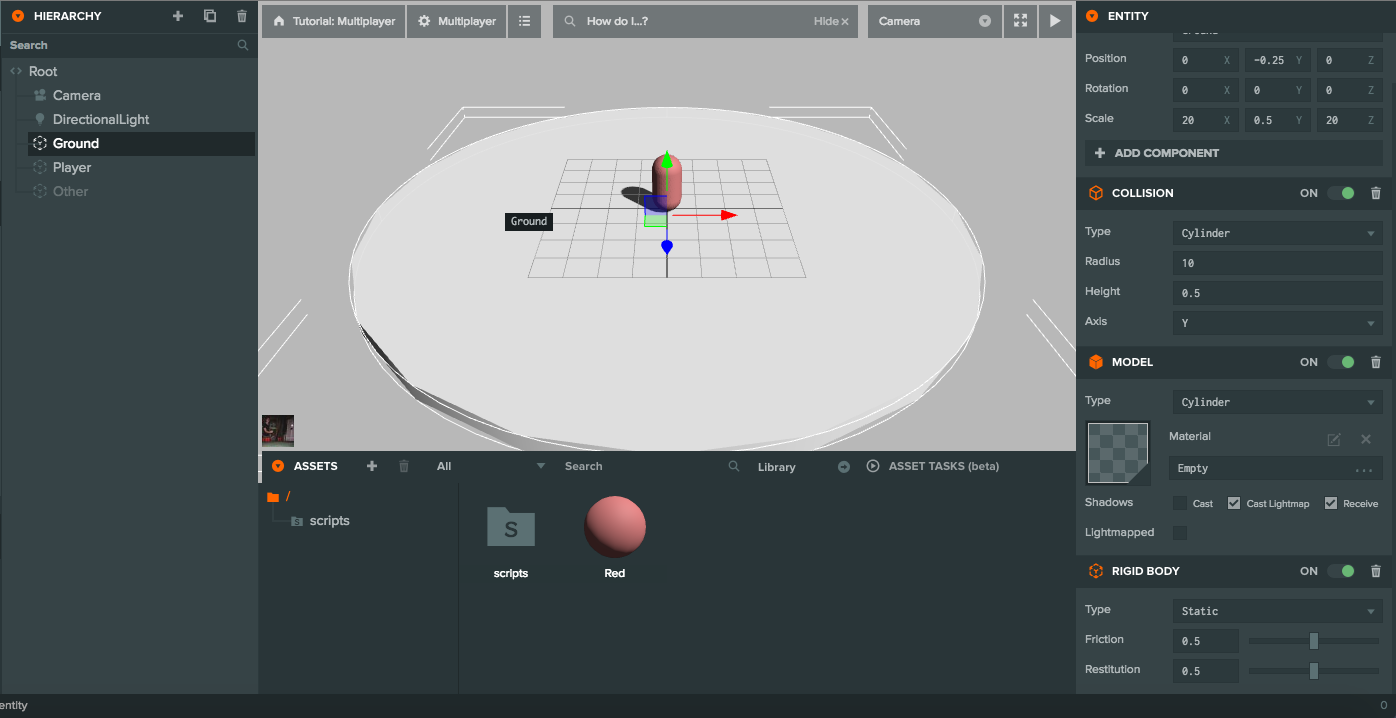 HIERARCHY
Search
Root
Camera
DirectionalLight
Ground
Player
Other
Tutorial: Multiplayer
Multiplayer
How do I...?
Hide ×
Camera
Ground
ASSETS
All
Search
Library
ASSET TASKS (beta)
/
scripts
S
scripts
Red
ENTITY
Position 0 X -0.25 Y 0 Z
Rotation 0 X 0 Y 0 Z
Scale 20 X 0.5 Y 20 Z
ADD COMPONENT
COLLISION ON
Type Cylinder
Radius 10
Height 0.5
Axis Y
MODEL ON
Type Cylinder
Material
Empty ...
Shadows Cast Cast Lightmap Receive
Lightmapped
RIGID BODY ON
Type Static
Friction 0.5
Restitution 0.5
entity
0